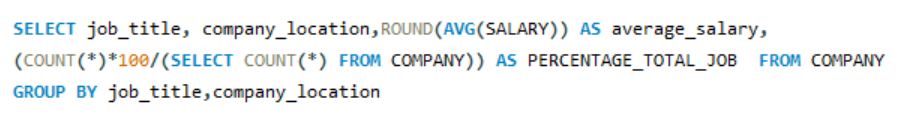 SELECT job_title, company_location,ROUND(AVG(SALARY)) AS average_salary,
(COUNT(*)*100/(SELECT COUNT(*) FROM COMPANY)) AS PERCENTAGE_TOTAL_JOB  FROM COMPANY
GROUP BY job_title,company_location